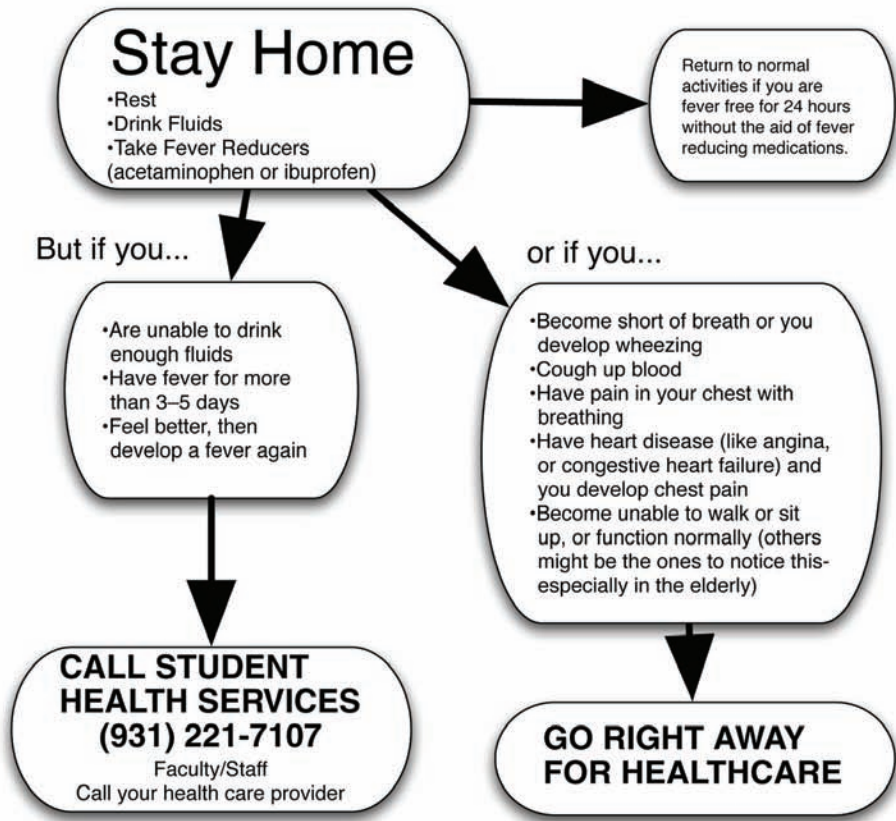 Stay Home
•Rest
•Drink Fluids
•Take Fever Reducers
(acetaminophen or ibuprofen)
Return to normal
activities if you are
fever free for 24 hours
without the aid of fever
reducing medications.
But if you...
•Are unable to drink
enough fluids
•Have fever for more
than 3–5 days
•Feel better, then
develop a fever again
or if you...
•Become short of breath or you
develop wheezing
•Cough up blood
•Have pain in your chest with
breathing
•Have heart disease (like angina,
or congestive heart failure) and
you develop chest pain
•Become unable to walk or sit
up, or function normally (others
might be the ones to notice this-
especially in the elderly)
CALL STUDENT
HEALTH SERVICES
(931) 221-7107
Faculty/Staff
Call your health care provider
GO RIGHT AWAY
FOR HEALTHCARE